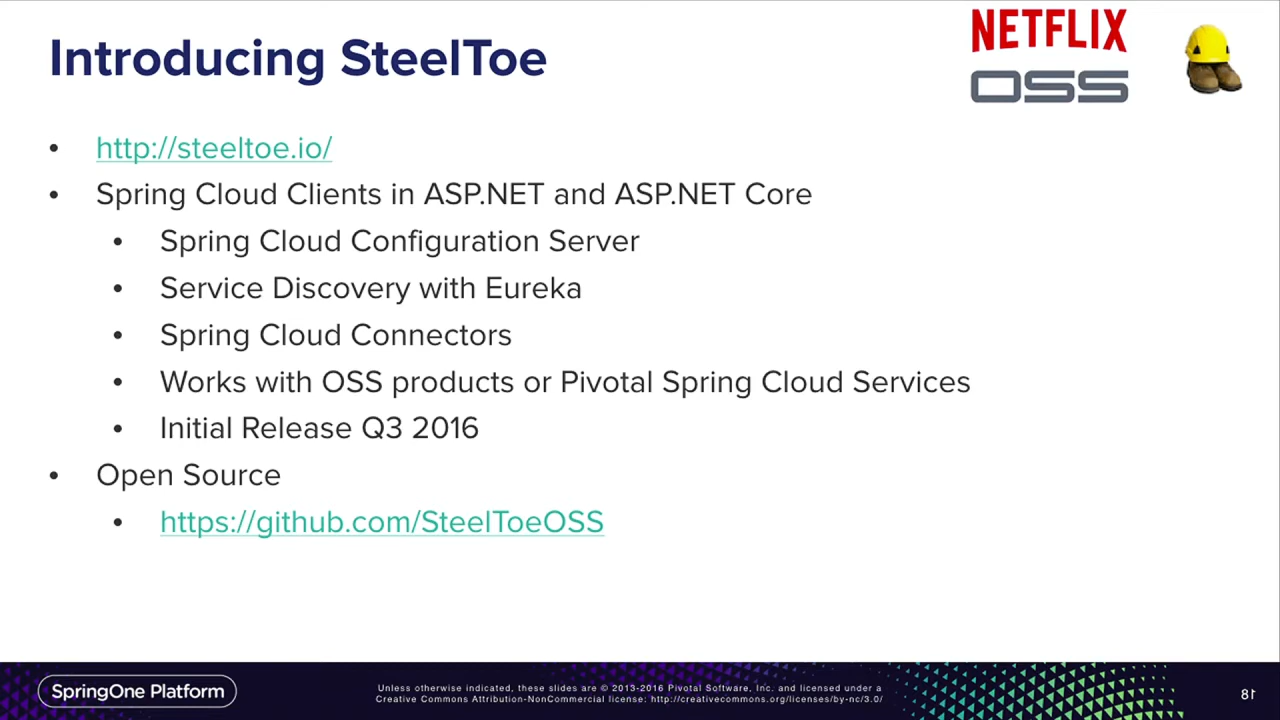 Introducing SteelToe
NETFLIX
OSS
• http://steeltoe.io/
• Spring Cloud Clients in ASP.NET and ASP.NET Core
• Spring Cloud Configuration Server
• Service Discovery with Eureka
• Spring Cloud Connectors
• Works with OSS products or Pivotal Spring Cloud Services
• Initial Release Q3 2016
• Open Source
• https://github.com/SteelToeOSS
SpringOne Platform
Unless otherwise indicated, these slides are © 2013-2016 Pivotal Software, Inc. and licensed under a
Creative Commons Attribution-NonCommercial license: http://creativecommons.org/licenses/by-nc/3.0/
18